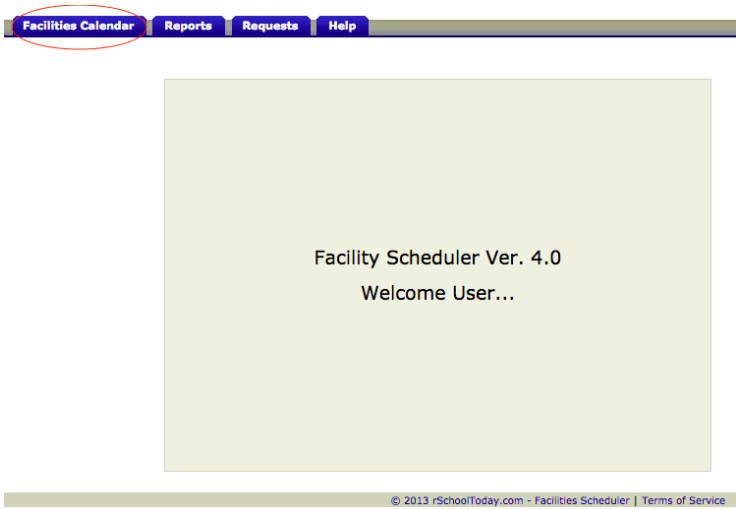 Facilities Calendar Reports Requests Help
Facility Scheduler Ver. 4.0
Welcome User...
© 2013 rSchoolToday.com - Facilities Scheduler | Terms of Service